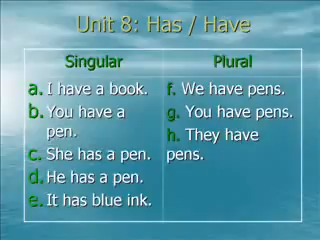 Unit 8: Has / Have
Singular
a. I have a book.
b. You have a
pen.
c. She has a pen.
d. He has a pen.
e. It has blue ink.
Plural
f. We have pens.
g. You have pens.
h. They have
pens.